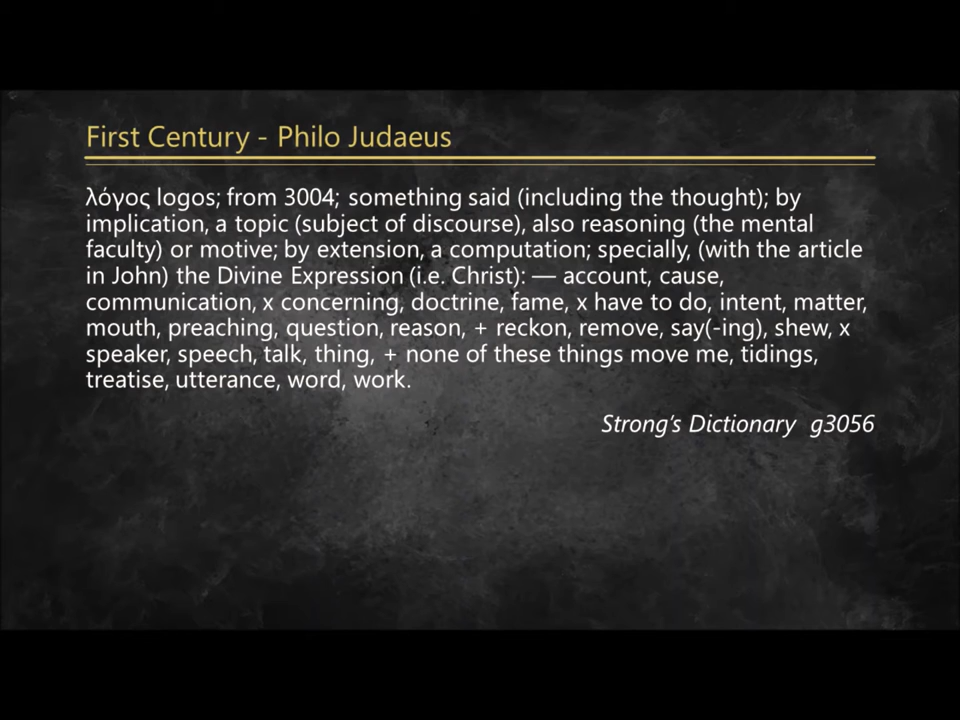 First Century - Philo Judaeus
λόγος logos; from 3004; something said (including the thought); by
implication, a topic (subject of discourse), also reasoning (the mental
faculty) or motive; by extension, a computation; specially, (with the article
in John) the Divine Expression (i.e. Christ): — account, cause,
communication, x concerning, doctrine, fame, x have to do, intent, matter,
mouth, preaching, question, reason, + reckon, remove, say(-ing), shew, x
speaker, speech, talk, thing, + none of these things move me, tidings,
treatise, utterance, word, work.
Strong’s Dictionary g3056